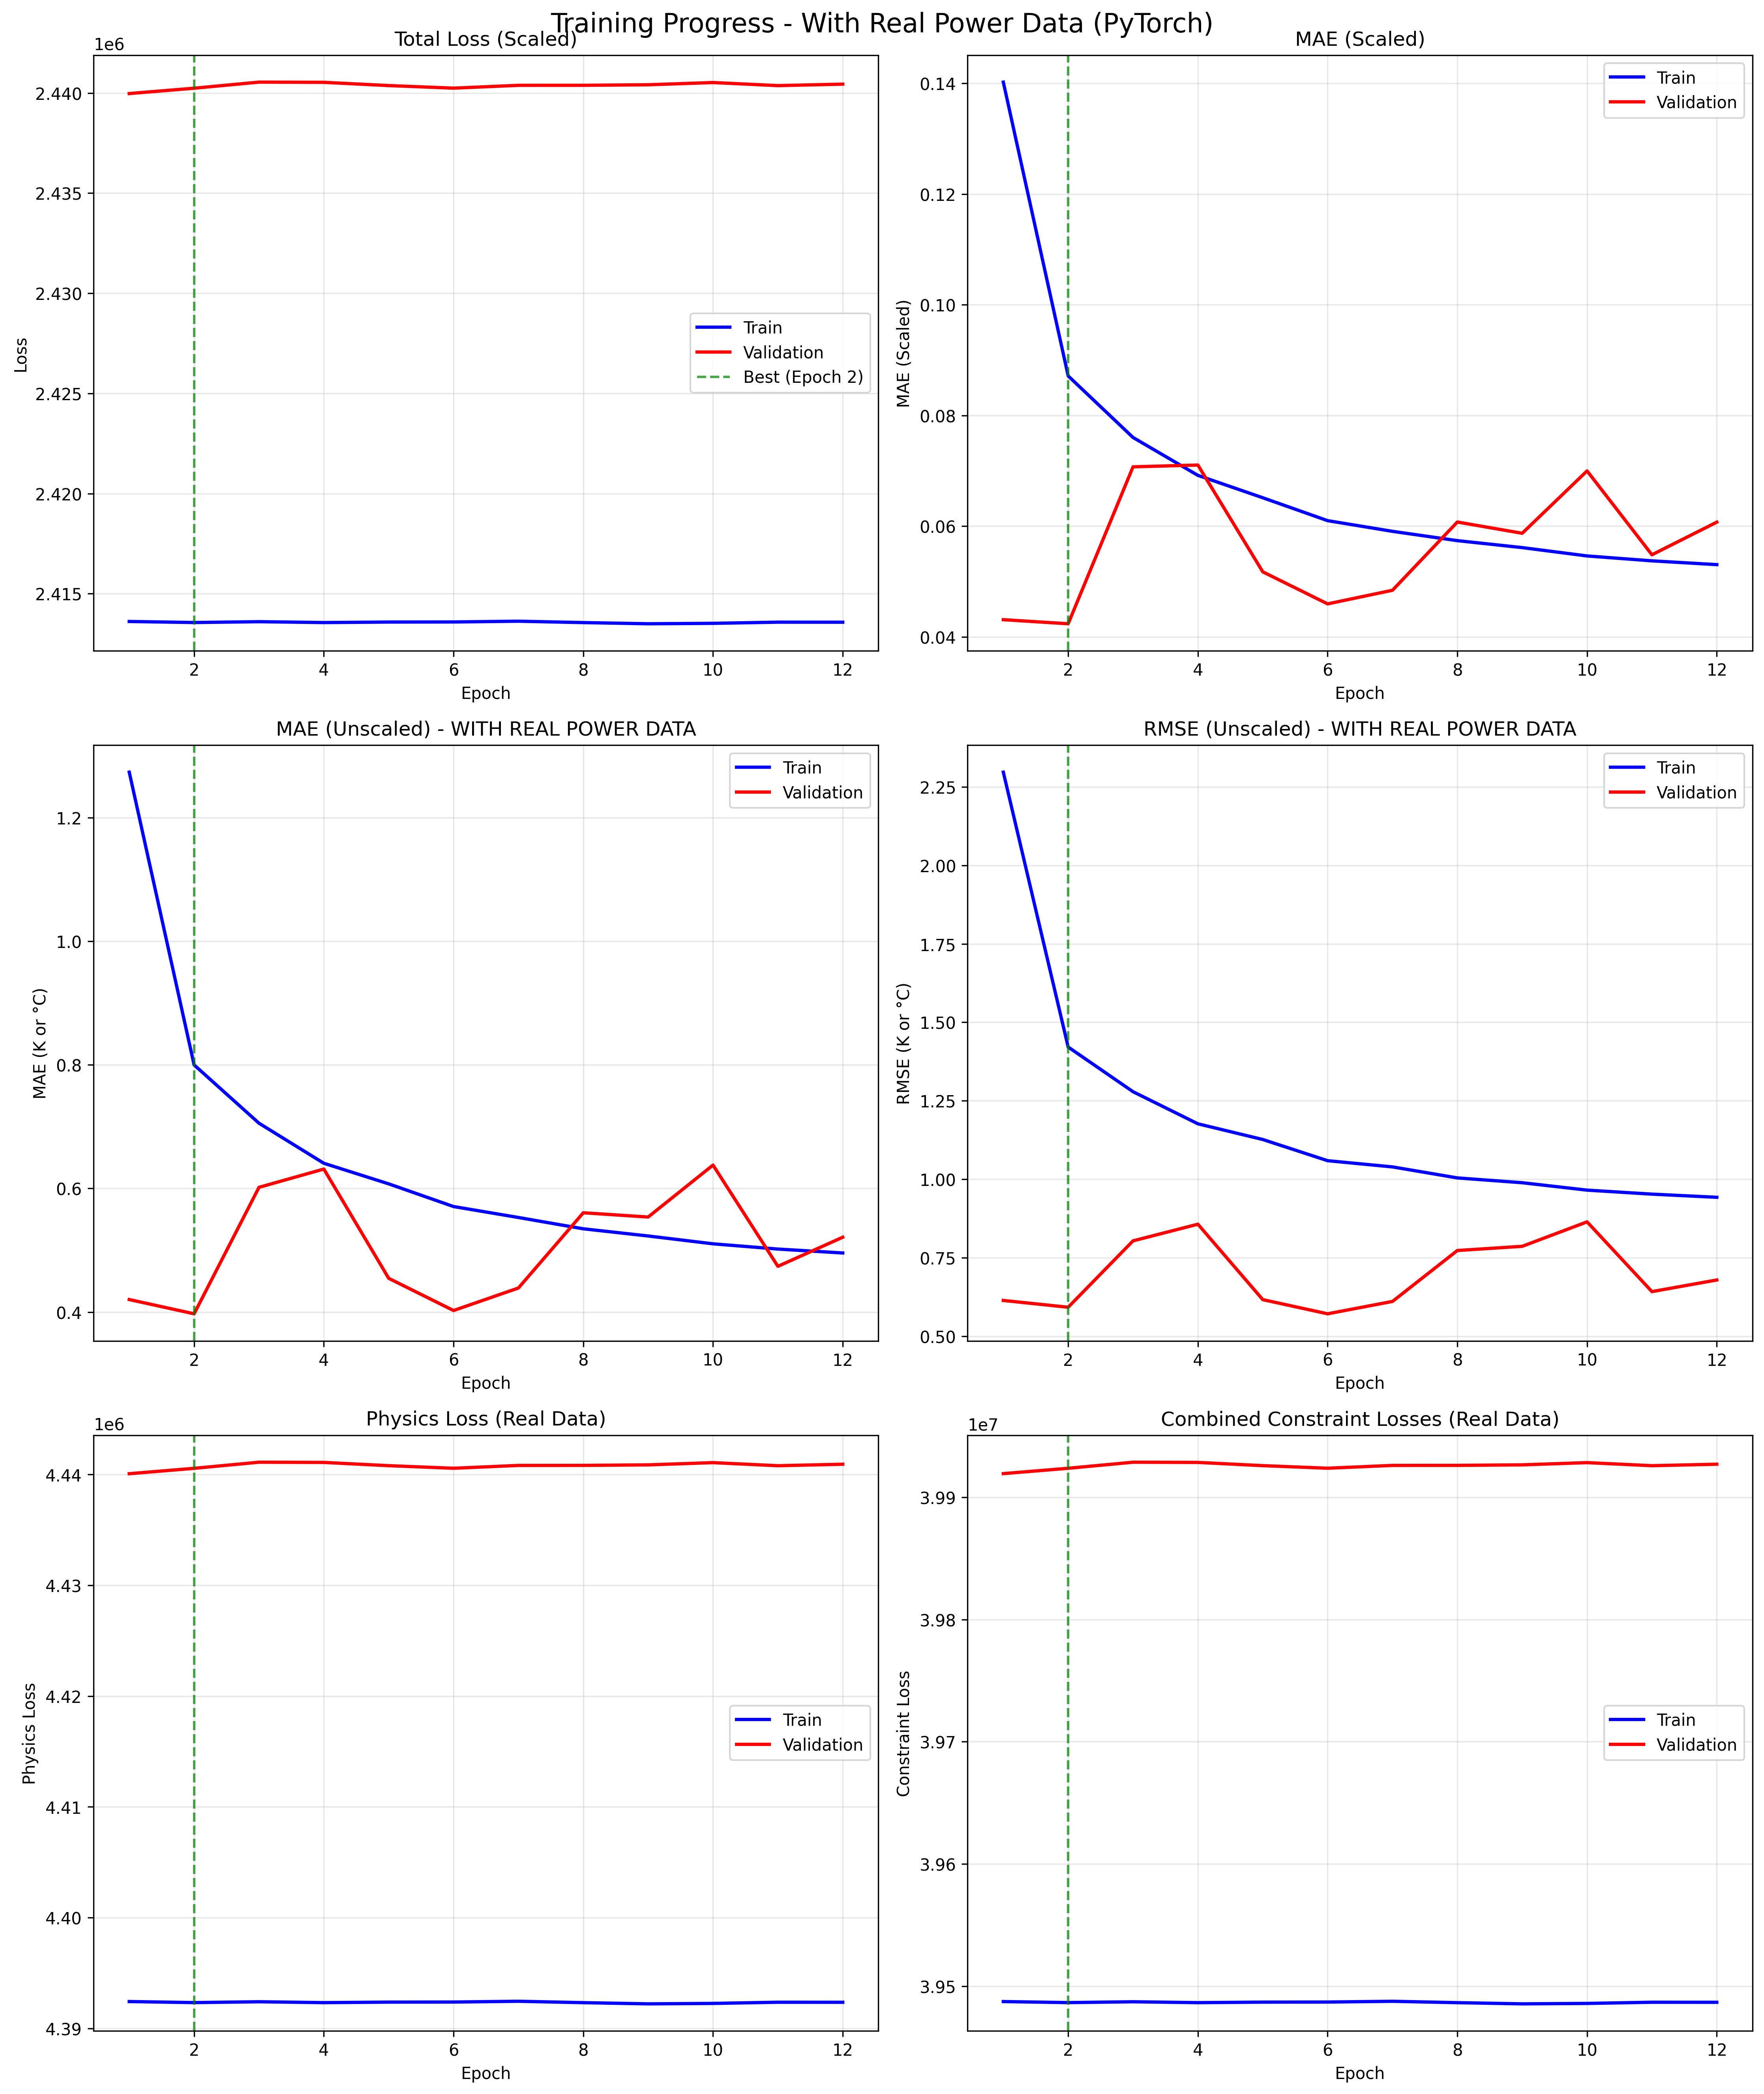 Training Progress - With Real Power Data (PyTorch)
Total Loss (Scaled)
1e6
2.440
2.435
2.430
2.425
2.420
2.415
Loss
Train
Validation
Best (Epoch 2)
2 4 6 8 10 12
Epoch
MAE (Scaled)
0.14
0.12
0.10
0.08
0.06
0.04
MAE (Scaled)
Train
Validation
2 4 6 8 10 12
Epoch
MAE (Unscaled) - WITH REAL POWER DATA
1.2
1.0
0.8
0.6
0.4
MAE (K or °C)
Train
Validation
2 4 6 8 10 12
Epoch
RMSE (Unscaled) - WITH REAL POWER DATA
2.25
2.00
1.75
1.50
1.25
1.00
0.75
0.50
RMSE (K or °C)
Train
Validation
2 4 6 8 10 12
Epoch
Physics Loss (Real Data)
1e6
4.44
4.43
4.42
4.41
4.40
4.39
Physics Loss
Train
Validation
2 4 6 8 10 12
Epoch
Combined Constraint Losses (Real Data)
1e7
3.99
3.98
3.97
3.96
3.95
Constraint Loss
Train
Validation
2 4 6 8 10 12
Epoch